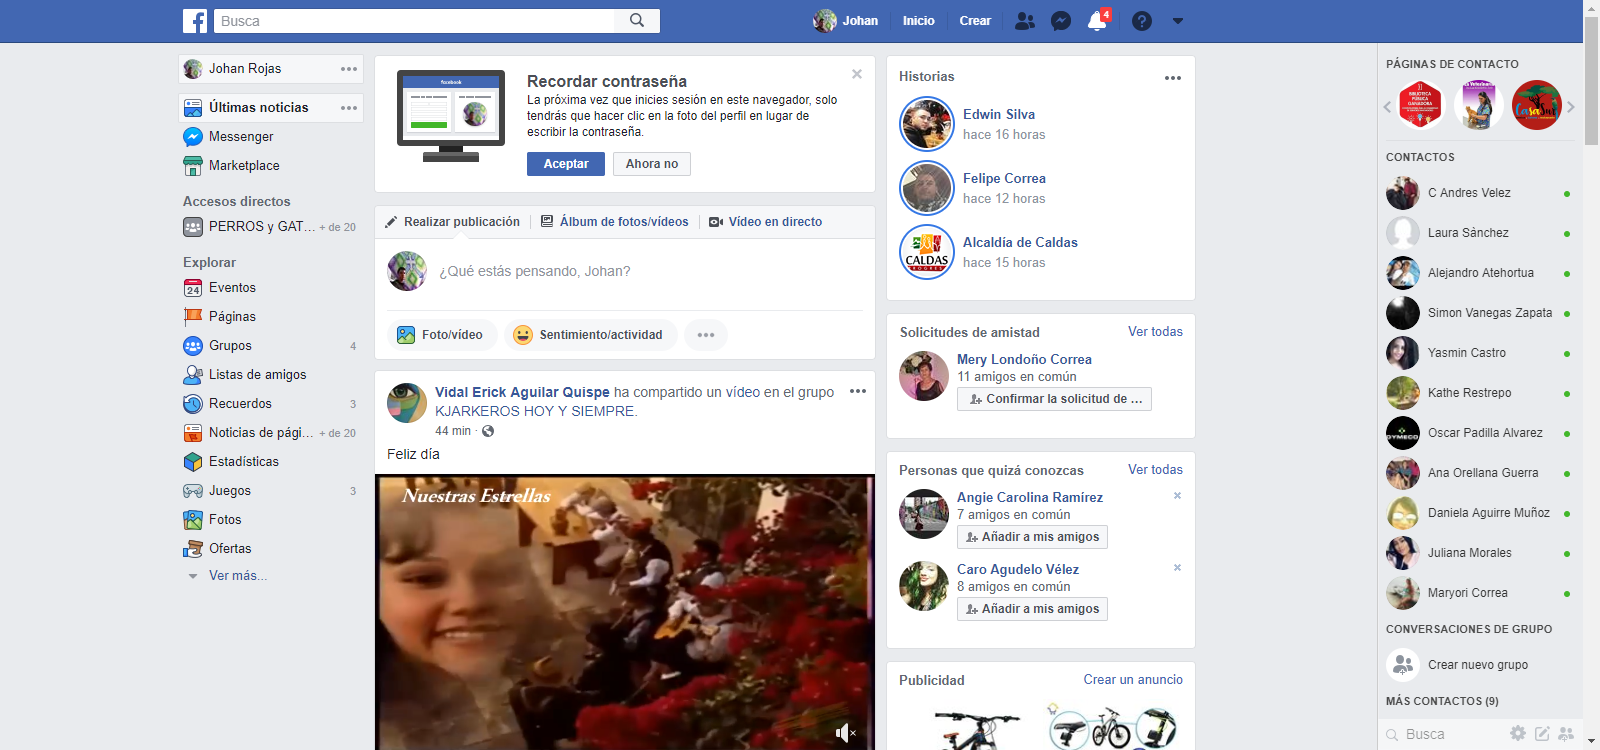 Busca
Johan
Inicio
Crear
4
Johan Rojas
Últimas noticias
Messenger
Marketplace
Accesos directos
PERROS y GAT... + de 20
Explorar
24
Eventos
Páginas
Grupos 4
Listas de amigos
Recuerdos 3
Noticias de pági... + de 20
Estadísticas
Juegos 3
Fotos
Ofertas
Ver más...
facebook
Recordar contraseña
La próxima vez que inicies sesión en este navegador, solo
tendrás que hacer clic en la foto del perfil en lugar de
escribir la contraseña.
Aceptar
Ahora no
Realizar publicación
Álbum de fotos/vídeos
Vídeo en directo
¿Qué estás pensando, Johan?
Foto/vídeo
Sentimiento/actividad
Vidal Erick Aguilar Quispe ha compartido un vídeo en el grupo
KJARKEROS HOY Y SIEMPRE.
44 min ·
Feliz día
Nuestras Estrellas
Historias
Edwin Silva
hace 16 horas
Felipe Correa
hace 12 horas
CALDAS
PROGRESA
Alcaldía de Caldas
hace 15 horas
Solicitudes de amistad
Ver todas
Mery Londoño Correa
11 amigos en común
Confirmar la solicitud de ...
Personas que quizá conozcas
Ver todas
Angie Carolina Ramírez
7 amigos en común
Añadir a mis amigos
Caro Agudelo Vélez
8 amigos en común
Añadir a mis amigos
Publicidad
Crear un anuncio
PÁGINAS DE CONTACTO
BIBLIOTECA
PÚBLICA
GANADORA
CasaSur
CONTACTOS
C Andres Velez
Laura Sánchez
Alejandro Atehortua
Simon Vanegas Zapata
Yasmin Castro
Kathe Restrepo
GYMECO
Oscar Padilla Alvarez
Ana Orellana Guerra
Daniela Aguirre Muñoz
Juliana Morales
Maryori Correa
CONVERSACIONES DE GRUPO
Crear nuevo grupo
MÁS CONTACTOS (9)
Busca